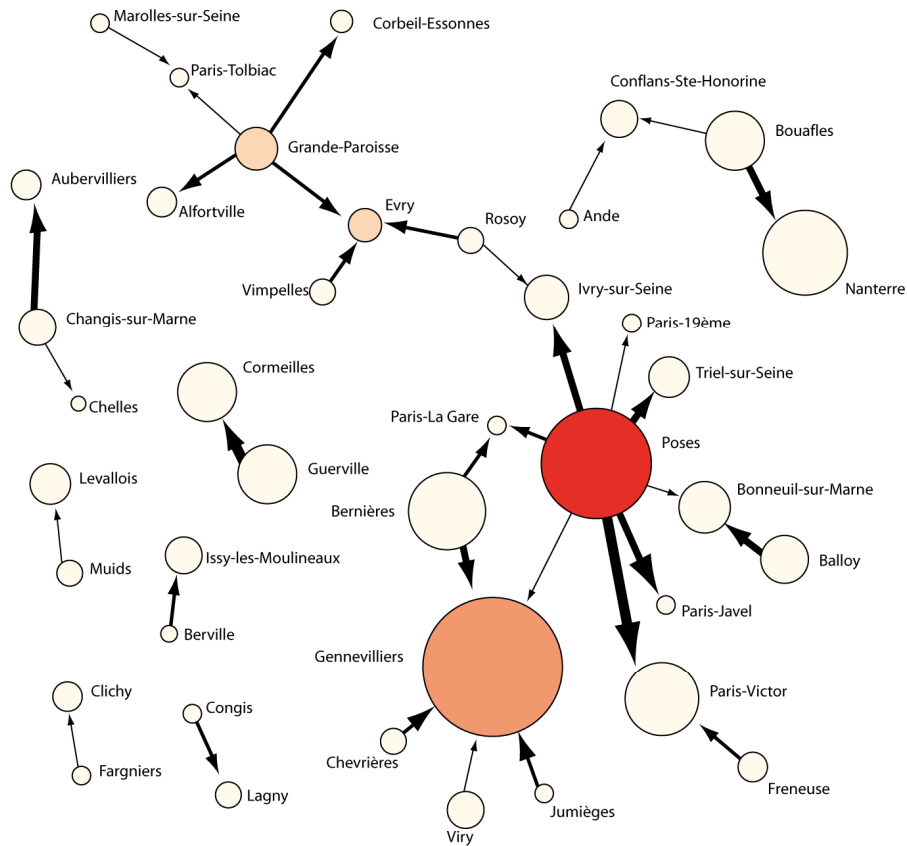 Marolles-sur-Seine
Corbeil-Essonnes
Paris-Tolbiac
Conflans-Ste-Honorine
Bouafles
Grande-Paroisse
Aubervilliers
Alfortville
Evry
Rosoy
Ande
Vimpelles
Ivry-sur-Seine
Nanterre
Changis-sur-Marne
Paris-19ème
Cormeilles
Triel-sur-Seine
Chelles
Paris-La Gare
Poses
Guerville
Levallois
Bernières
Bonneuil-sur-Marne
Issy-les-Moulineaux
Balloy
Muids
Paris-Javel
Berville
Gennevilliers
Clichy
Paris-Victor
Congis
Chevrières
Fargniers
Freneuse
Lagny
Jumièges
Viry